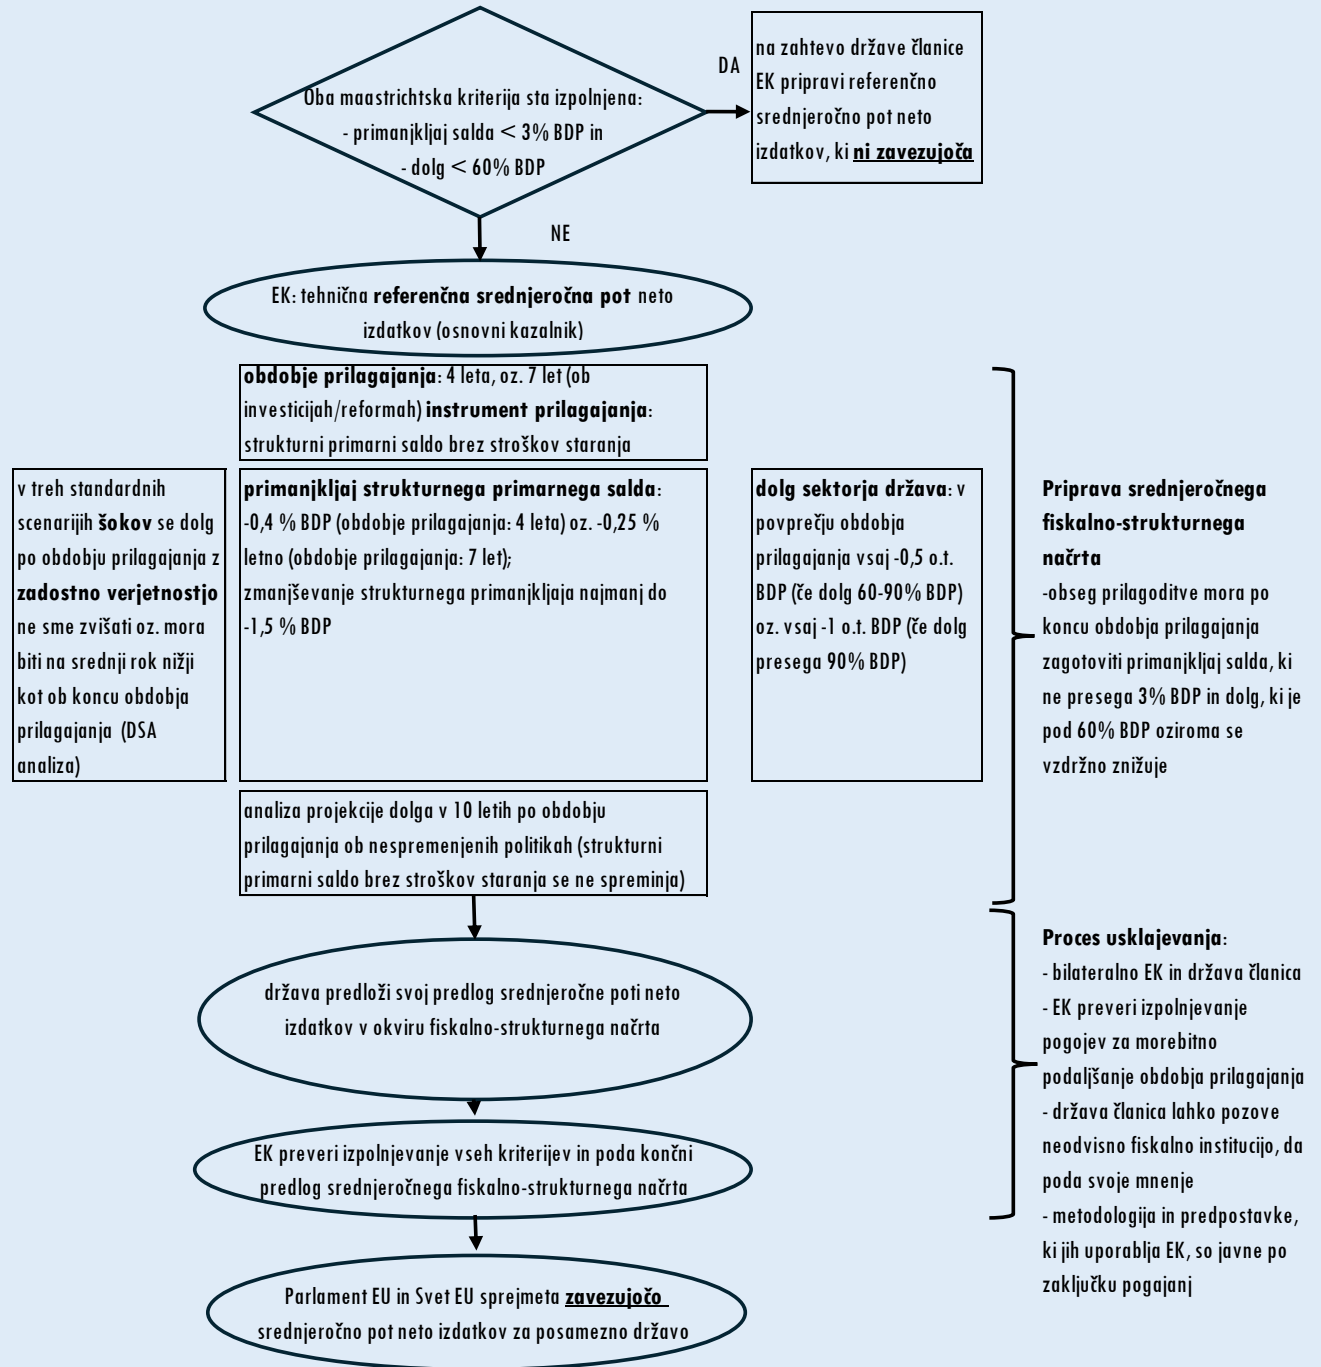 Oba maastrichtska kriterija sta izpolnjena:
- primanjkljaj salda < 3% BDP in
- dolg < 60% BDP
DA
na zahtevo države članice
EK pripravi referenčno
srednjeročno pot neto
izdatkov, ki ni zavezujoča
NE
EK: tehnična referenčna srednjeročna pot neto
izdatkov (osnovni kazalnik)
obdobje prilagajanja: 4 leta, oz. 7 let (ob
investicijah/reformah) instrument prilagajanja:
strukturni primarni saldo brez stroškov staranja
v treh standardnih
scenarijih šokov se dolg
po obdobju prilagajanja z
zadostno verjetnostjo
ne sme zvišati oz. mora
biti na srednji rok nižji
kot ob koncu obdobja
prilagajanja (DSA
analiza)
primanjkljaj strukturnega primarnega salda:
-0,4 % BDP (obdobje prilagajanja: 4 leta) oz. -0,25 %
letno (obdobje prilagajanja: 7 let);
zmanjševanje strukturnega primanjkljaja najmanj do
-1,5 % BDP
dolg sektorja država: v
povprečju obdobja
prilagajanja vsaj -0,5 o.t.
BDP (če dolg 60-90% BDP)
oz. vsaj -1 o.t. BDP (če dolg
presega 90% BDP)
analiza projekcije dolga v 10 letih po obdobju
prilagajanja ob nespremenjenih politikah (strukturni
primarni saldo brez stroškov staranja se ne spreminja)
Priprava srednjeročnega
fiskalno-strukturnega
načrta
-obseg prilagoditve mora po
koncu obdobja prilagajanja
zagotoviti primanjkljaj salda, ki
ne presega 3% BDP in dolg, ki je
pod 60% BDP oziroma se
vzdržno znižuje
država predloži svoj predlog srednjeročne poti neto
izdatkov v okviru fiskalno-strukturnega načrta
EK preveri izpolnjevanje vseh kriterijev in poda končni
predlog srednjeročnega fiskalno-strukturnega načrta
Parlament EU in Svet EU sprejmeta zavezujočo
srednjeročno pot neto izdatkov za posamezno državo
Proces usklajevanja:
- bilateralno EK in država članica
- EK preveri izpolnjevanje
pogojev za morebitno
podaljšanje obdobja prilagajanja
- država članica lahko pozove
neodvisno fiskalno institucijo, da
poda svoje mnenje
- metodologija in predpostavke,
ki jih uporablja EK, so javne po
zaključku pogajanj